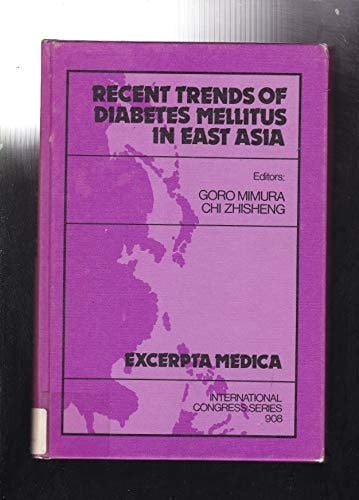 RECENT TRENDS OF
DIABETES MELLITUS
IN EAST ASIA
Editors:
GORO MIMURA
CHI ZHISHENG
EXCERPTA MEDICA
INTERNATIONAL
CONGRESS SERIES
908